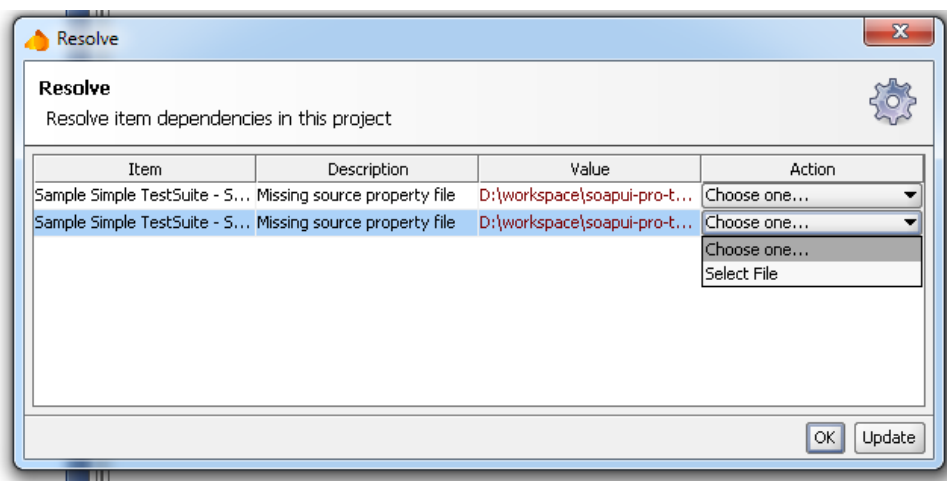 Resolve
Resolve
Resolve item dependencies in this project
Item Description Value Action
Sample Simple TestSuite - S... Missing source property file D:\workspace\soapui-pro-t... Choose one...
Sample Simple TestSuite - S... Missing source property file D:\workspace\soapui-pro-t... Choose one...
Choose one...
Select File
OK Update